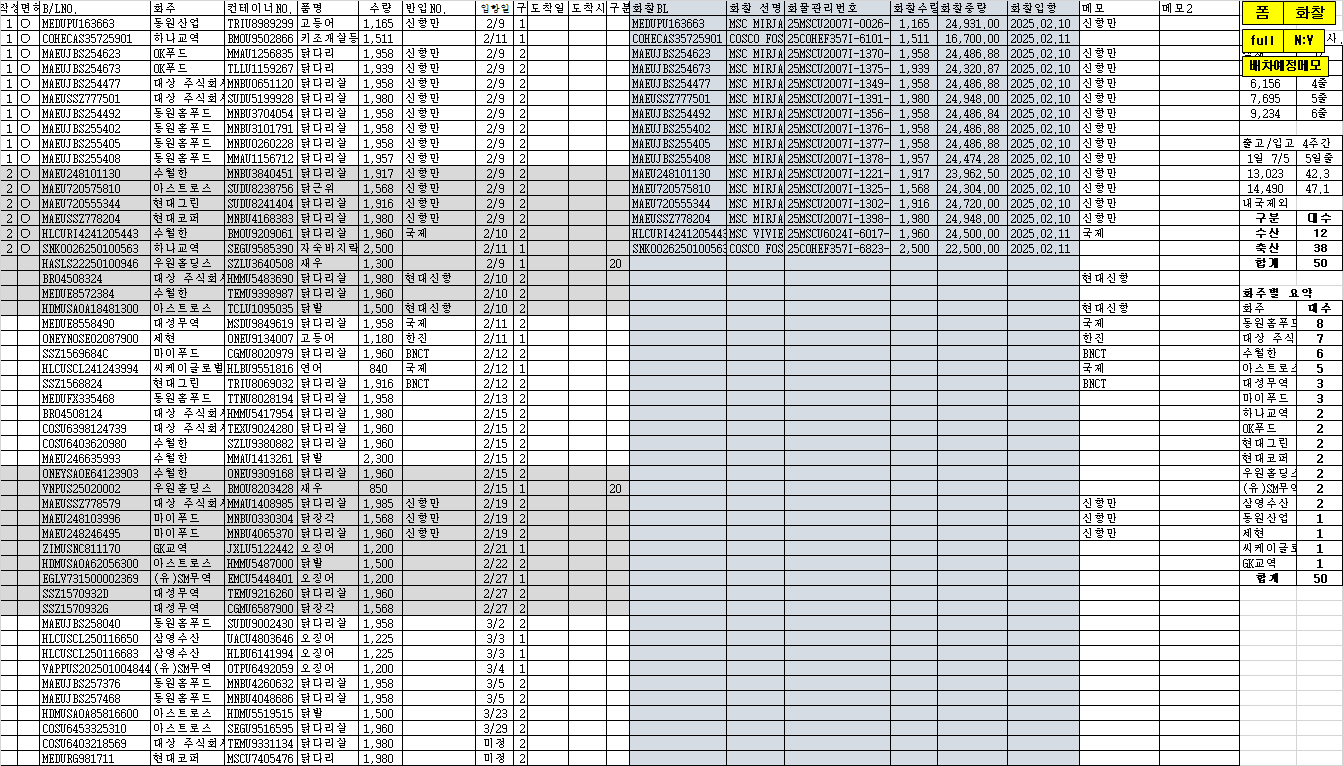 작성 면허 B/LNO. 화주 컨테이너NO. 품명 수량 반입NO. 입항일 구 도착일 도착시 구분 화찰BL 화찰 선명 화물관리번호 화찰수량 화찰중량 화찰입항 메모 메모2 폼 화찰
1 ○ MEDUPU163663 동원산업 TRIU8989299 고등어 1,165 신항만 2/9 1 MEDUPU163663 MSC MIRJA 25MSCU2007I-0026- 1,165 24,931,00 2025,02,10 신항만
1 ○ COHECAS35725901 하나교역 BMOU9502866 키조개살등 1,511 2/11 1 COHECAS35725901 COSCO FOS 25COHEF357I-6101- 1,511 16,700,00 2025,02,11 full N:Y
1 ○ MAEUJBS254623 OK푸드 MMAU1256835 닭다리 1,958 신항만 2/9 2 MAEUJBS254623 MSC MIRJA 25MSCU2007I-1370- 1,958 24,486,88 2025,02,10 신항만
1 ○ MAEUJBS254673 OK푸드 TLLU1159267 닭다리 1,939 신항만 2/9 2 MAEUJBS254673 MSC MIRJA 25MSCU2007I-1375- 1,939 24,320,87 2025,02,10 신항만 배차예정메모
1 ○ MAEUJBS254477 대상 주식회사 MNBU0651120 닭다리살 1,958 신항만 2/9 2 MAEUJBS254477 MSC MIRJA 25MSCU2007I-1349- 1,958 24,486,88 2025,02,10 신항만 6,156 4줄
1 ○ MAEUSSZ777501 대상 주식회사 SUDU5199928 닭다리살 1,980 신항만 2/9 2 MAEUSSZ777501 MSC MIRJA 25MSCU2007I-1391- 1,980 24,948,00 2025,02,10 신항만 7,695 5줄
1 ○ MAEUJBS254492 동원홈푸드 MNBU3704054 닭다리살 1,958 신항만 2/9 2 MAEUJBS254492 MSC MIRJA 25MSCU2007I-1356- 1,958 24,486,84 2025,02,10 신항만 9,234 6줄
1 ○ MAEUJBS255402 동원홈푸드 MNBU3101791 닭다리살 1,958 신항만 2/9 2 MAEUJBS255402 MSC MIRJA 25MSCU2007I-1376- 1,958 24,486,88 2025,02,10 신항만
1 ○ MAEUJBS255405 동원홈푸드 MNBU0260228 닭다리살 1,958 신항만 2/9 2 MAEUJBS255405 MSC MIRJA 25MSCU2007I-1377- 1,958 24,486,88 2025,02,10 신항만 출고/입고 4주간
1 ○ MAEUJBS255408 동원홈푸드 MMAU1156712 닭다리살 1,957 신항만 2/9 2 MAEUJBS255408 MSC MIRJA 25MSCU2007I-1378- 1,957 24,474,28 2025,02,10 신항만 1일 7/5 5일줄
2 ○ MAEU248101130 수월한 MNBU3840451 닭다리살 1,917 신항만 2/9 2 MAEU248101130 MSC MIRJA 25MSCU2007I-1221- 1,917 23,962,50 2025,02,10 신항만 13,023 42.3
2 ○ MAEU720575810 아스트로스 SUDU8238756 닭근위 1,568 신항만 2/9 2 MAEU720575810 MSC MIRJA 25MSCU2007I-1325- 1,568 24,304,00 2025,02,10 신항만 14,490 47.1
2 ○ MAEU720555344 현대그린 SUDU8241404 닭다리살 1,916 신항만 2/9 2 MAEU720555344 MSC MIRJA 25MSCU2007I-1302- 1,916 24,720,00 2025,02,10 신항만 내국제외
2 ○ MAEUSSZ778204 현대코퍼 MNBU4168383 닭다리살 1,980 신항만 2/9 2 MAEUSSZ778204 MSC MIRJA 25MSCU2007I-1398- 1,980 24,948,00 2025,02,10 신항만 구분 대수
2 ○ HLCURI4241205443 수월한 BMOU9209061 닭다리살 1,960 국제 2/10 2 HLCURI4241205443 MSC VIVIE 25MSCU6024I-6017- 1,960 24,500,00 2025,02,11 국제 수산 12
2 ○ SNKO026250100563 하나교역 SEGU9585390 자숙바지락 2,500 2/11 1 SNKO026250100563 COSCO FOS 25COHEF357I-6823- 2,500 22,500,00 2025,02,11 축산 38
HASLS22250100946 우원홀딩스 SZLU3640508 새우 1,300 2/9 1 20 합계 50
BRO4508324 대상 주식회사 HMMU5483690 닭다리살 1,980 현대신항 2/10 2 현대신항
MEDUE8572384 수월한 TEMU9398987 닭다리살 1,960 2/10 2 화주별 요약
HDMUSAOA18481300 아스트로스 TCLU1095035 닭발 1,500 현대신항 2/10 2 현대신항 화주 대수
MEDUE8558490 대성무역 MSDU9849619 닭다리살 1,958 국제 2/11 2 국제 동원홈푸드 8
ONEYNOSE02087900 세현 ONEU9134007 고등어 1,180 한진 2/11 1 한진 대상 주식 7
SSZ1569684C 마이푸드 CGMU8020979 닭다리살 1,960 BNCT 2/12 2 BNCT 수월한 6
HLCUSCL241243994 씨케이글로벌 HLBU9551816 연어 840 국제 2/12 1 국제 아스트로스 5
SSZ1568824 현대그린 TRIU8069032 닭다리살 1,916 BNCT 2/12 2 BNCT 대성무역 3
MEDUFX335468 동원홈푸드 TTNU8028194 닭다리살 1,958 2/13 2 마이푸드 3
BRO4508124 대상 주식회사 HMMU5417954 닭다리살 1,980 2/15 2 하나교역 2
COSU6398124739 대상 주식회사 TEXU9024280 닭다리살 1,960 2/15 2 OK푸드 2
COSU6403620980 수월한 SZLU9380882 닭다리살 1,960 2/15 2 현대그린 2
MAEU246635993 수월한 MMAU1413261 닭발 2,300 2/15 2 현대코퍼 2
ONEYSAOE64123903 수월한 ONEU9309168 닭다리살 1,960 2/15 2 우원홀딩스 2
VNPUS25020002 우원홀딩스 BMOU8203428 새우 850 2/15 1 20 (유)SM무역 2
MAEUSSZ778579 대상 주식회사 MMAU1408985 닭다리살 1,985 신항만 2/19 2 신항만 삼영수산 2
MAEU248103996 마이푸드 MNBU0330304 닭장각 1,568 신항만 2/19 2 신항만 동원산업 1
MAEU248246495 마이푸드 MNBU4065370 닭다리살 1,960 신항만 2/19 2 신항만 세현 1
ZIMUSNC811170 GK교역 JXLU5122442 오징어 1,200 2/21 1 씨케이글로 1
HDMUSAOA62056300 아스트로스 HMMU5487000 닭발 1,500 2/22 2 GK교역 1
EGLV731500002369 (유)SM무역 EMCU5448401 오징어 1,200 2/27 1 합계 50
SSZ1570932D 대성무역 TEMU9216260 닭다리살 1,960 2/27 2
SSZ1570932G 대성무역 CGMU6587900 닭장각 1,568 2/27 2
MAEUJBS258040 동원홈푸드 SUDU9002430 닭다리살 1,958 3/2 2
HLCUSCL250116650 삼영수산 UACU4803646 오징어 1,225 3/3 1
HLCUSCL250116683 삼영수산 HLBU6141994 오징어 1,225 3/3 1
VAPPUS202501004844 (유)SM무역 OTPU6492059 오징어 1,200 3/4 1
MAEUJBS257376 동원홈푸드 MNBU4260632 닭다리살 1,958 3/5 2
MAEUJBS257468 동원홈푸드 MNBU4048686 닭다리살 1,958 3/5 2
HDMUSAOA85816600 아스트로스 HDMU5519515 닭발 1,500 3/23 2
COSU6453325310 아스트로스 SEGU9516595 닭다리살 1,960 3/29 2
COSU6403218569 대상 주식회사 TEMU9331134 닭다리살 1,980 미정 2
MEDURG981711 현대코퍼 MSCU7405476 닭다리 1,980 미정 2